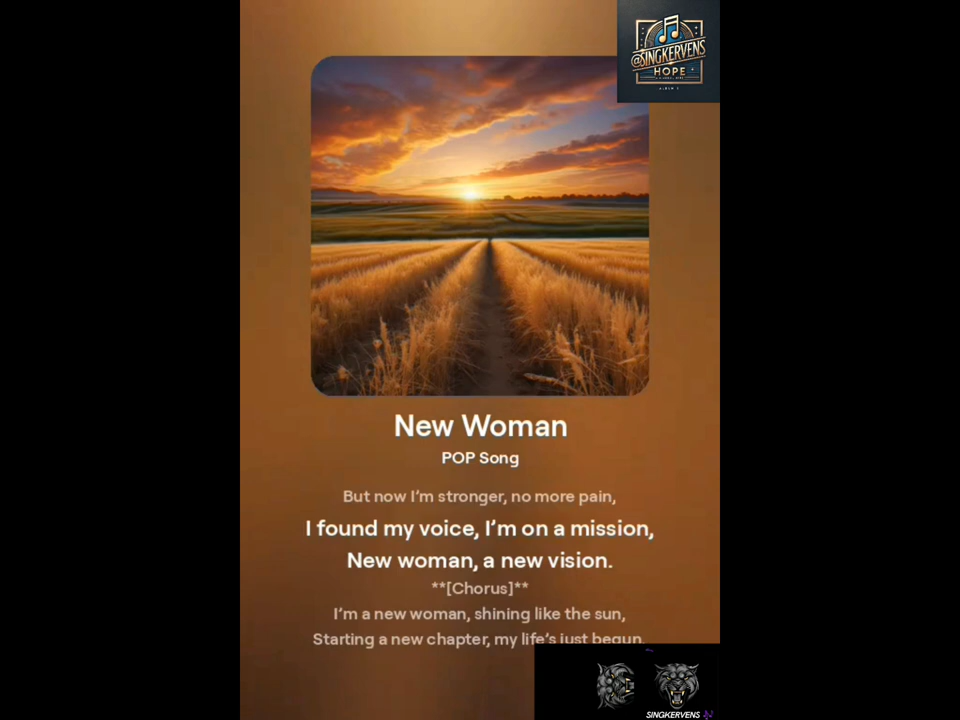 @SINGKERVENS
HOPE
New Woman
POP Song
But now I'm stronger, no more pain,
I found my voice, I'm on a mission,
New woman, a new vision.
**[Chorus]**
I'm a new woman, shining like the sun,
Starting a new chapter, my life's just begun,
SINGKERVENS